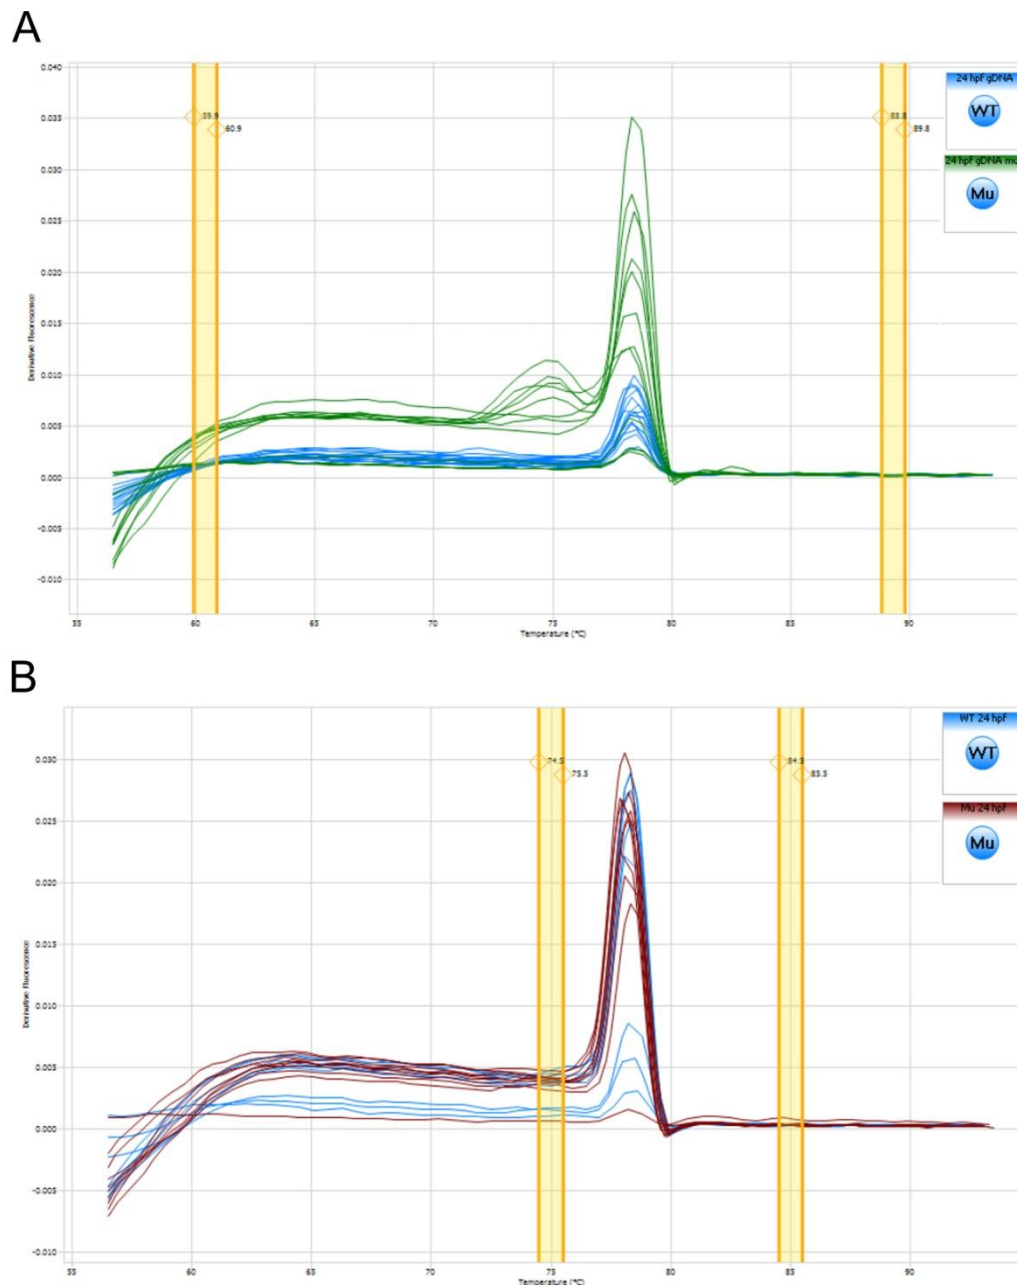 A
0.040
0.035
0.030
0.025
0.020
0.015
0.010
0.005
0.000
-0.005
-0.010
Derivative Fluorescence
59.9
60.9
88.8
89.8
24 hpf gDNA
WT
24 hpf gDNA mu
Mu
55 60 65 70 75 80 85 90
Temperature (°C)
B
0.030
0.025
0.020
0.015
0.010
0.005
0.000
-0.005
-0.010
Derivative Fluorescence
74.5
75.5
84.5
85.5
WT 24 hpf
WT
Mu 24 hpf
Mu
55 60 65 70 75 80 85 90
Temperature (°C)